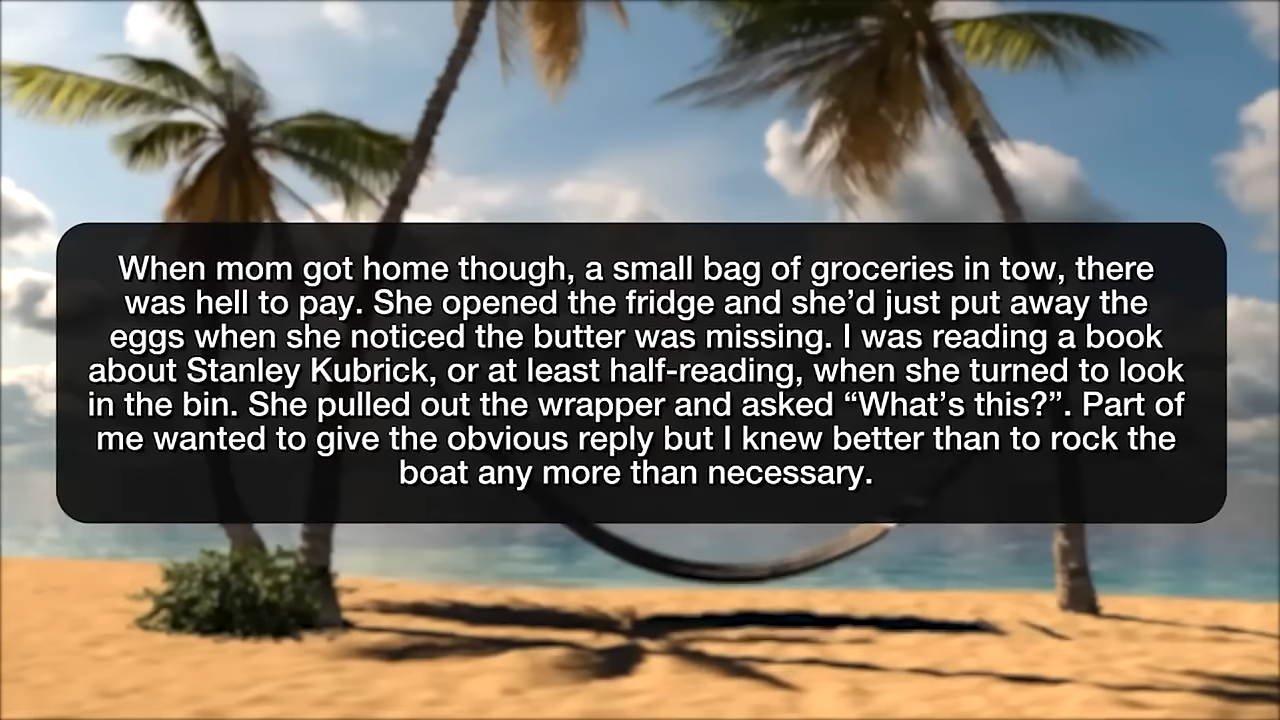 When mom got home though, a small bag of groceries in tow, there
was hell to pay. She opened the fridge and she’d just put away the
eggs when she noticed the butter was missing. I was reading a book
about Stanley Kubrick, or at least half-reading, when she turned to look
in the bin. She pulled out the wrapper and asked “What’s this?”. Part of
me wanted to give the obvious reply but I knew better than to rock the
boat any more than necessary.